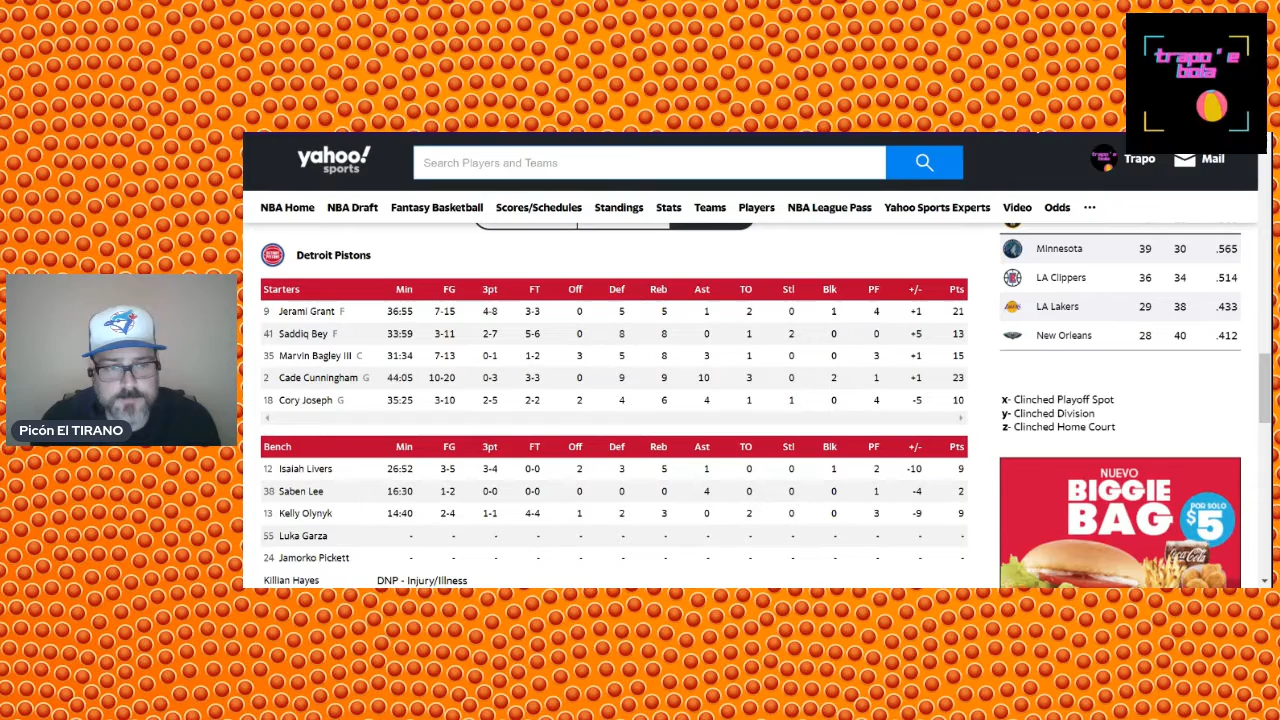 trapo'e
bola
yahoo!
sports
Search Players and Teams
Trapo
Mail
NBA Home NBA Draft Fantasy Basketball Scores/Schedules Standings Stats Teams Players NBA League Pass Yahoo Sports Experts Video Odds ...
Detroit Pistons
Starters Min FG 3pt FT Off Def Reb Ast TO Stl Blk PF +/- Pts
9 Jerami Grant F 36:55 7-15 4-8 3-3 0 5 5 1 2 0 1 4 +1 21
41 Saddiq Bey F 33:59 3-11 2-7 5-6 0 8 8 0 1 2 0 0 +5 13
35 Marvin Bagley III C 31:34 7-13 0-1 1-2 3 5 8 3 1 0 0 3 +1 15
2 Cade Cunningham G 44:05 10-20 0-3 3-3 0 9 9 10 3 0 2 1 +1 23
18 Cory Joseph G 35:25 3-10 2-5 2-2 2 4 6 4 1 1 0 4 -5 10
Bench Min FG 3pt FT Off Def Reb Ast TO Stl Blk PF +/- Pts
12 Isaiah Livers 26:52 3-5 3-4 0-0 2 3 5 1 0 0 1 2 -10 9
38 Saben Lee 16:30 1-2 0-0 0-0 0 0 0 4 0 0 0 1 -4 2
13 Kelly Olynyk 14:40 2-4 1-1 4-4 1 2 3 0 2 0 0 3 -9 9
55 Luka Garza - - - - - - - - - - - - - -
24 Jamorko Pickett - - - - - - - - - - - - - -
Killian Hayes DNP - Injury/Illness
Minnesota 39 30 .565
LA Clippers 36 34 .514
LA Lakers 29 38 .433
New Orleans 28 40 .412
x- Clinched Playoff Spot
y- Clinched Division
z- Clinched Home Court
NUEVO
BIGGIE
BAG
POR SOLO
$5
Coca-Cola
Picón El TIRANO